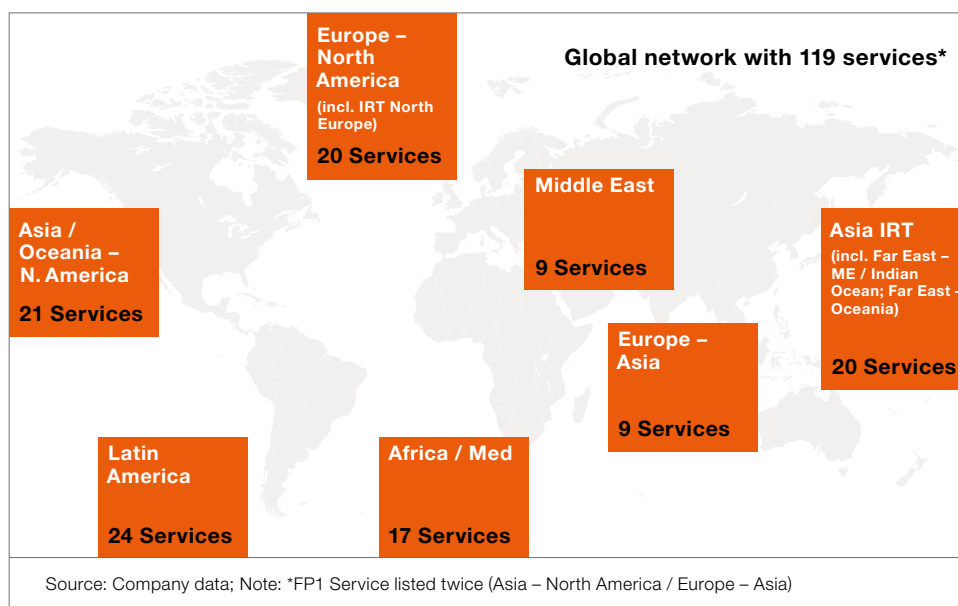 Global network with 119 services*
Europe –
North
America
(incl. IRT North
Europe)
20 Services
Middle East
9 Services
Asia /
Oceania –
N. America
21 Services
Asia IRT
(incl. Far East –
ME / Indian
Ocean; Far East –
Oceania)
20 Services
Europe –
Asia
9 Services
Latin
America
24 Services
Africa / Med
17 Services
Source: Company data; Note: *FP1 Service listed twice (Asia – North America / Europe – Asia)